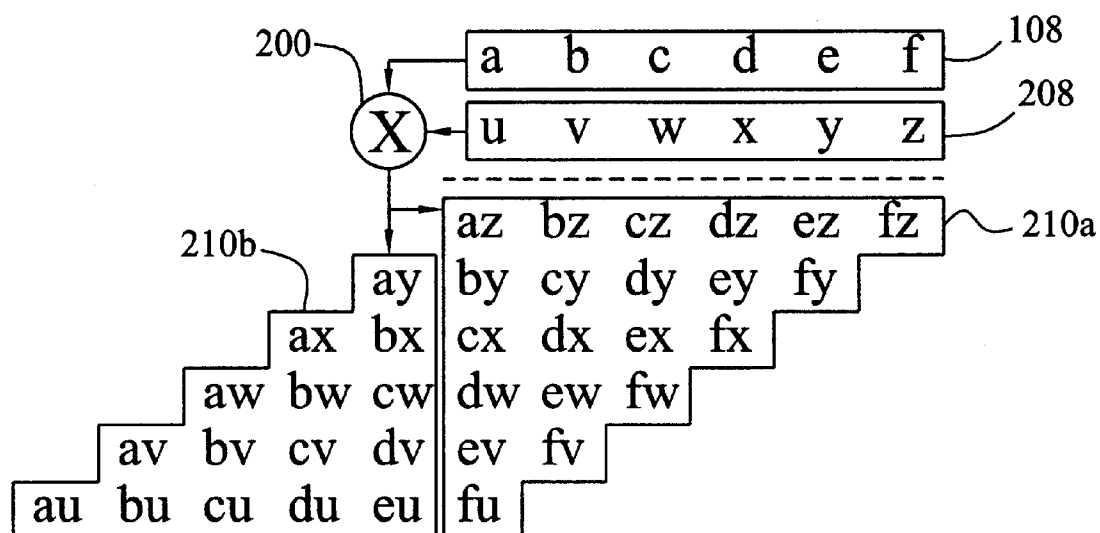 200 a b c d e f 108
X u v w x y z 208
az bz cz dz ez fz 210a
210b ay by cy dy ey fy
ax bx cx dx ex fx
aw bw cw dw ew fw
av bv cv dv ev fv
au bu cu du eu fu